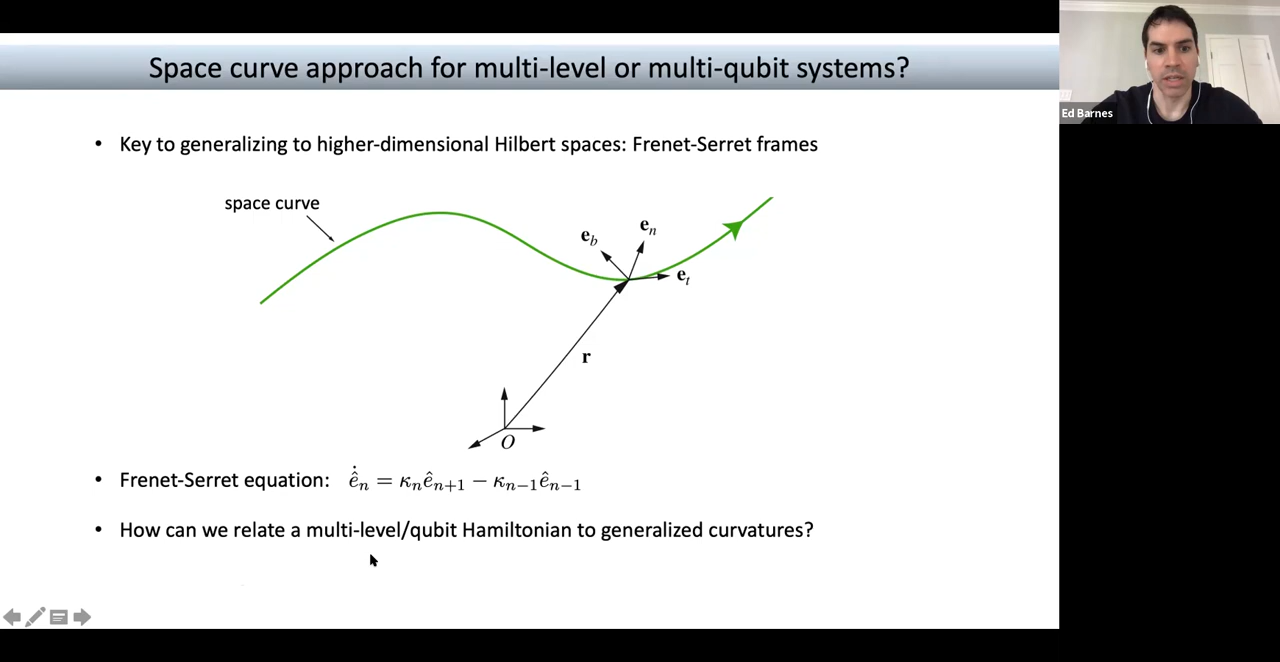 Space curve approach for multi-level or multi-qubit systems?
Ed Barnes
• Key to generalizing to higher-dimensional Hilbert spaces: Frenet-Serret frames
space curve
e_b
e_n
e_t
r
O
• Frenet-Serret equation: \dot{\hat{e}}_n = κ_n ê_{n+1} − κ_{n−1} ê_{n−1}
• How can we relate a multi-level/qubit Hamiltonian to generalized curvatures?